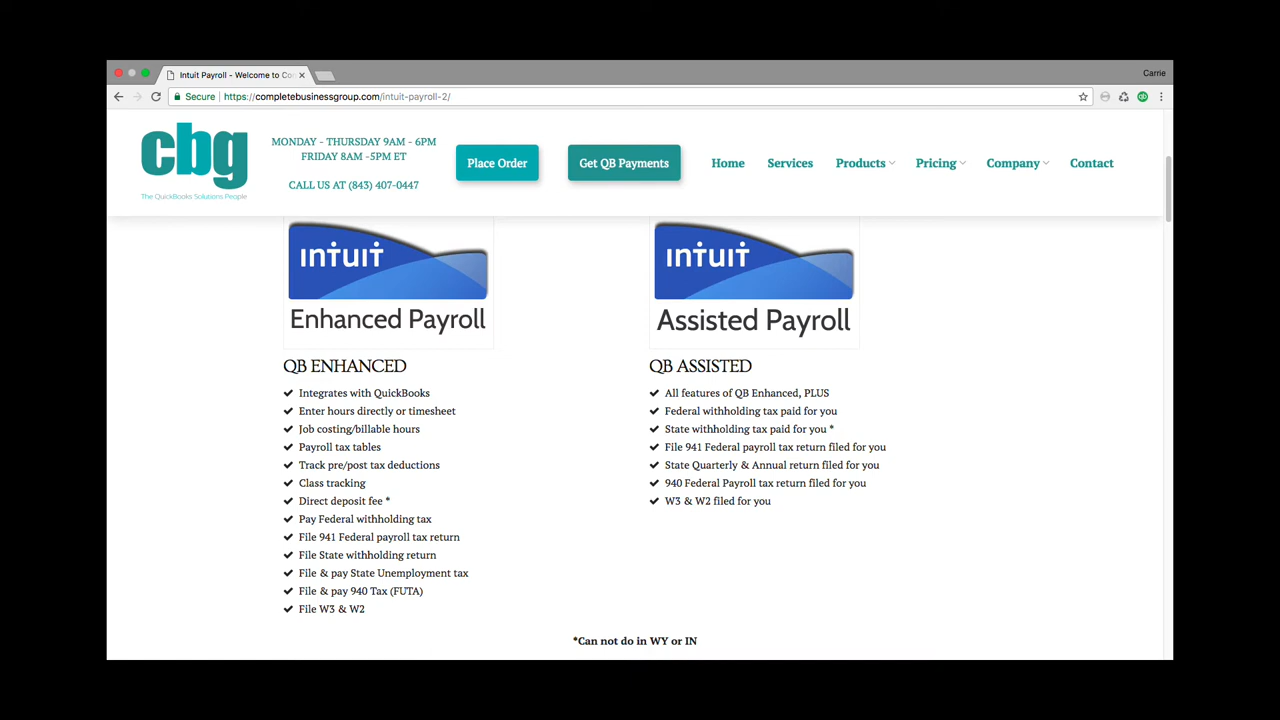 Intuit Payroll - Welcome to Co
Carrie
Secure https://completebusinessgroup.com/intuit-payroll-2/
cbg
The QuickBooks Solutions People
MONDAY - THURSDAY 9AM - 6PM
FRIDAY 8AM -5PM ET
CALL US AT (843) 407-0447
Place Order
Get QB Payments
Home
Services
Products
Pricing
Company
Contact
intuit
Enhanced Payroll
QB ENHANCED
Integrates with QuickBooks
Enter hours directly or timesheet
Job costing/billable hours
Payroll tax tables
Track pre/post tax deductions
Class tracking
Direct deposit fee *
Pay Federal withholding tax
File 941 Federal payroll tax return
File State withholding return
File & pay State Unemployment tax
File & pay 940 Tax (FUTA)
File W3 & W2
intuit
Assisted Payroll
QB ASSISTED
All features of QB Enhanced, PLUS
Federal withholding tax paid for you
State withholding tax paid for you *
File 941 Federal payroll tax return filed for you
State Quarterly & Annual return filed for you
940 Federal Payroll tax return filed for you
W3 & W2 filed for you
*Can not do in WY or IN